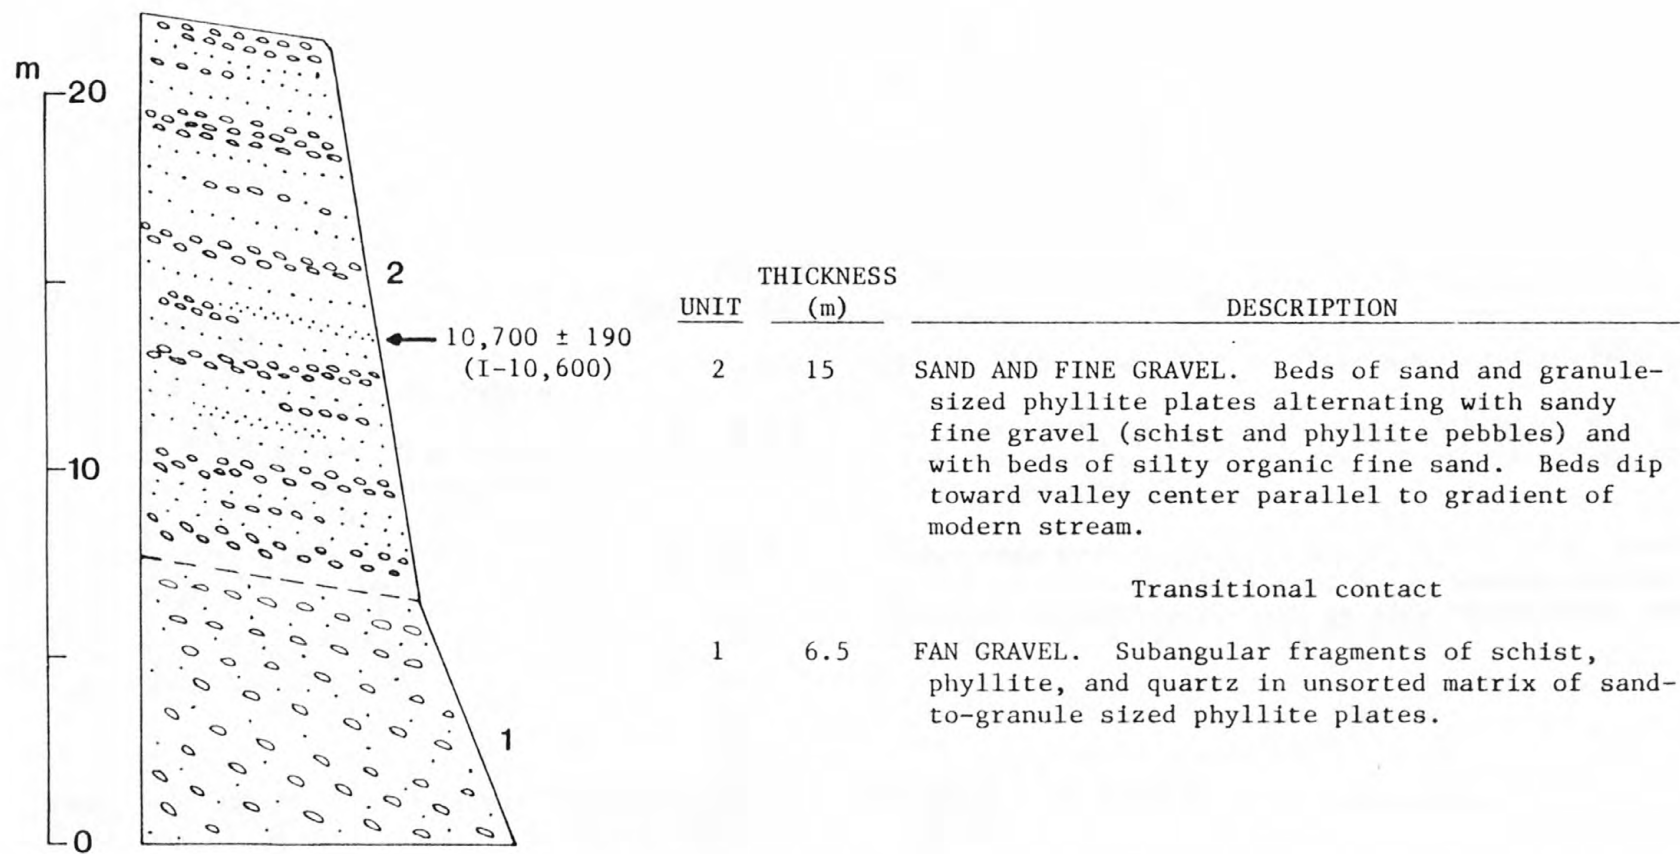 m
20
10
0
2
1
10,700 ± 190
(I-10,600)
THICKNESS
UNIT (m) DESCRIPTION
2 15 SAND AND FINE GRAVEL. Beds of sand and granule-
sized phyllite plates alternating with sandy
fine gravel (schist and phyllite pebbles) and
with beds of silty organic fine sand. Beds dip
toward valley center parallel to gradient of
modern stream.
Transitional contact
1 6.5 FAN GRAVEL. Subangular fragments of schist,
phyllite, and quartz in unsorted matrix of sand-
to-granule sized phyllite plates.